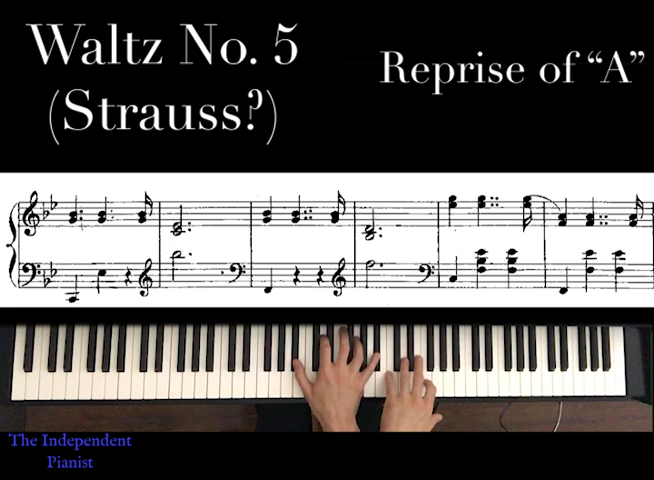 Waltz No. 5
(Strauss?)
Reprise of “A”
The Independent
Pianist